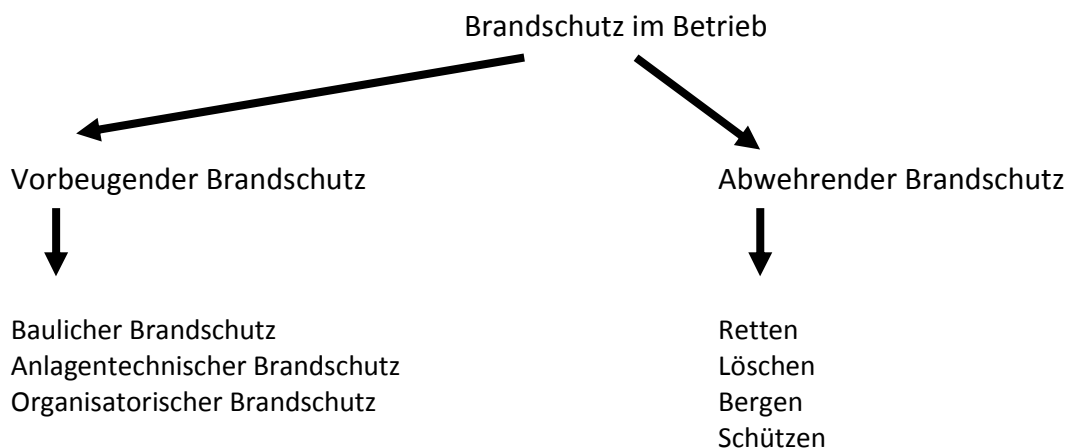 Brandschutz im Betrieb
Vorbeugender Brandschutz
Abwehrender Brandschutz
Baulicher Brandschutz
Anlagentechnischer Brandschutz
Organisatorischer Brandschutz
Retten
Löschen
Bergen
Schützen